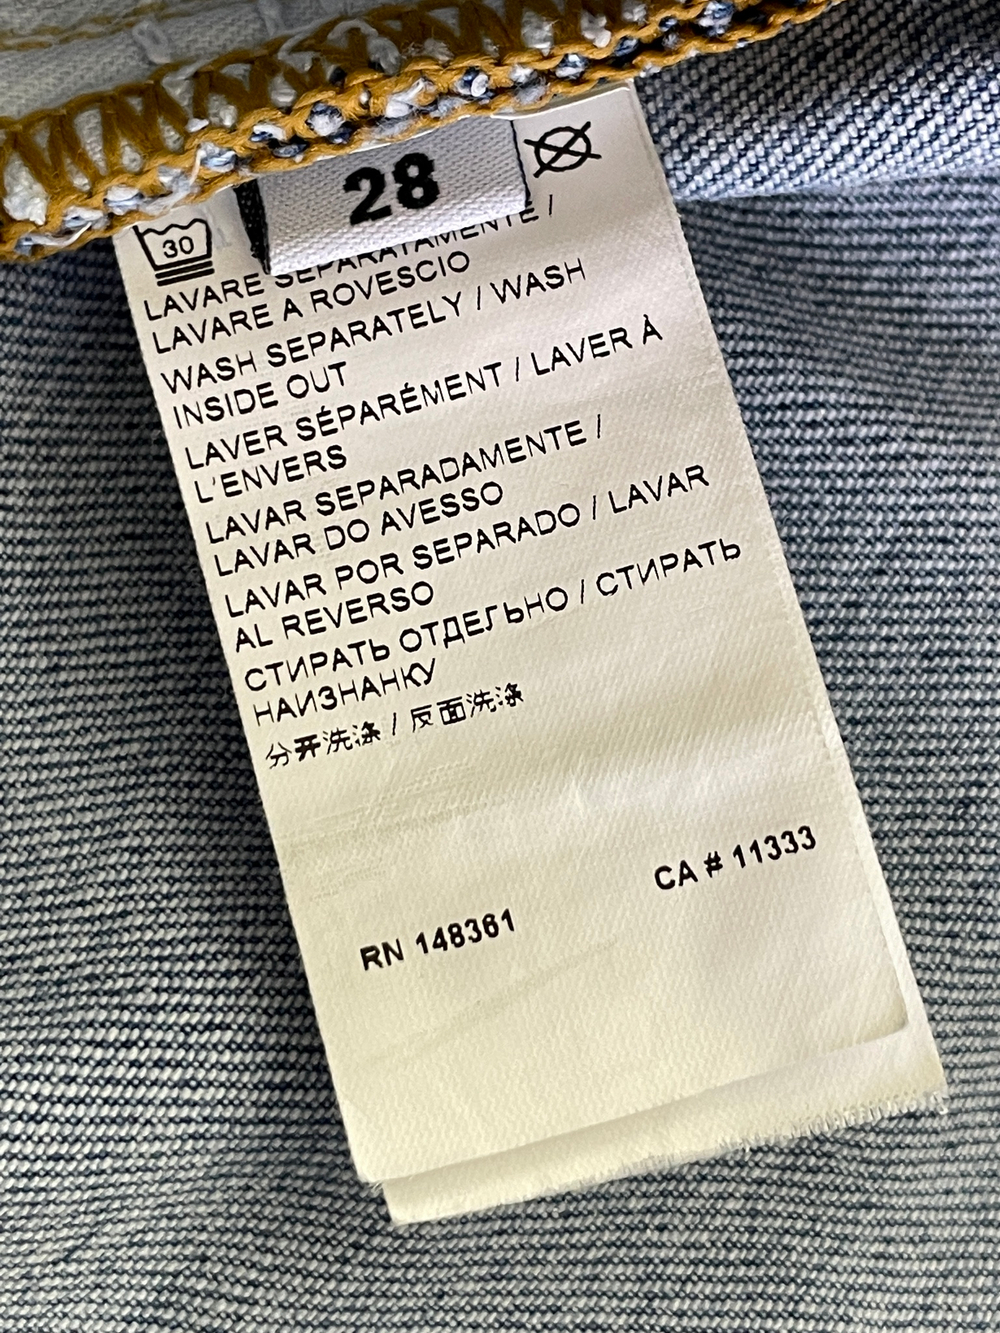 28
30
LAVARE SEPARATAMENTE /
LAVARE A ROVESCIO
WASH SEPARATELY / WASH
INSIDE OUT
LAVER SÉPARÉMENT / LAVER À
L'ENVERS
LAVAR SEPARADAMENTE /
LAVAR DO AVESSO
LAVAR POR SEPARADO / LAVAR
AL REVERSO
СТИРАТЬ ОТДЕЛЬНО / СТИРАТЬ
НАИЗНАНКУ
分开洗涤 / 反面洗涤
CA # 11333
RN 148361